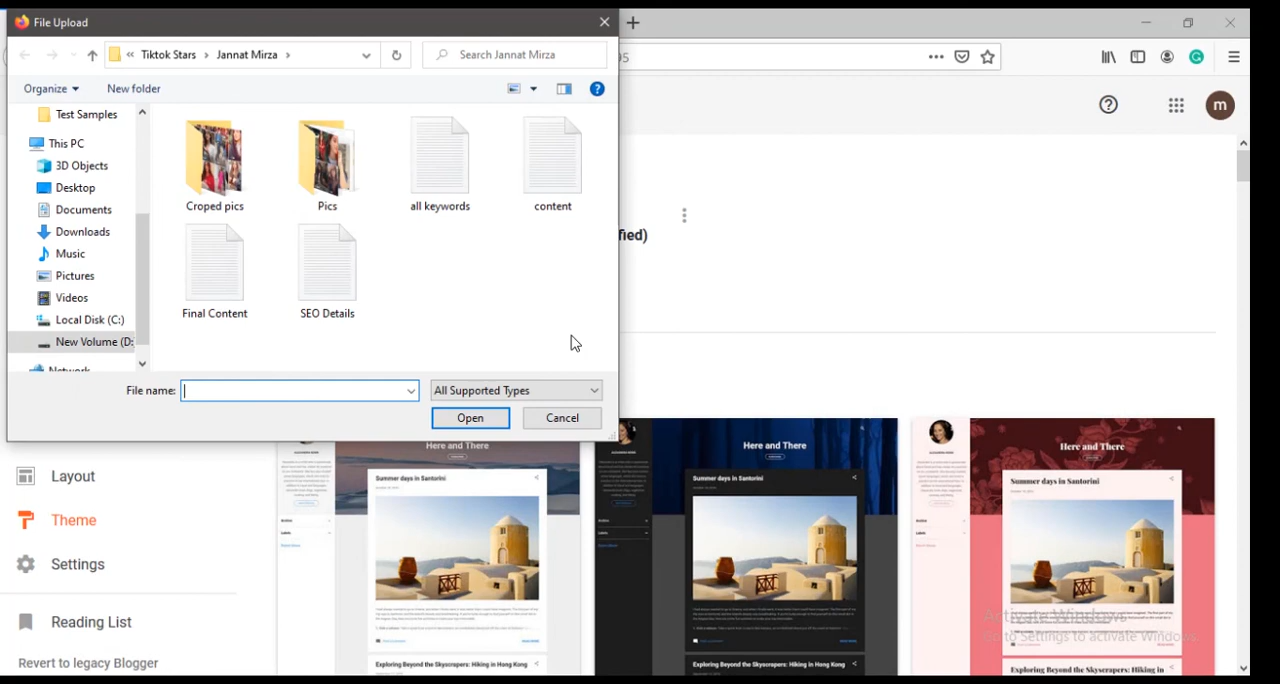 File Upload
« Tiktok Stars › Jannat Mirza ›
Search Jannat Mirza
Organize
New folder
Test Samples
This PC
3D Objects
Desktop
Documents
Downloads
Music
Pictures
Videos
Local Disk (C:)
New Volume (D:
Network
Croped pics
Pics
all keywords
content
Final Content
SEO Details
File name:
All Supported Types
Open
Cancel
05
m
fied)
Layout
Theme
Settings
Reading List
Revert to legacy Blogger
Here and There
Summer days in Santorini
Here and There
Summer days in Santorini
Exploring Beyond the Skyscrapers: Hiking in Hong Kong
Here and There
Summer days in Santorini
Exploring Beyond the Skyscrapers: Hiking in
Exploring Beyond the Skyscrapers: Hiking in Hong Kong
Activate Windows
Go to Settings to activate Windows.